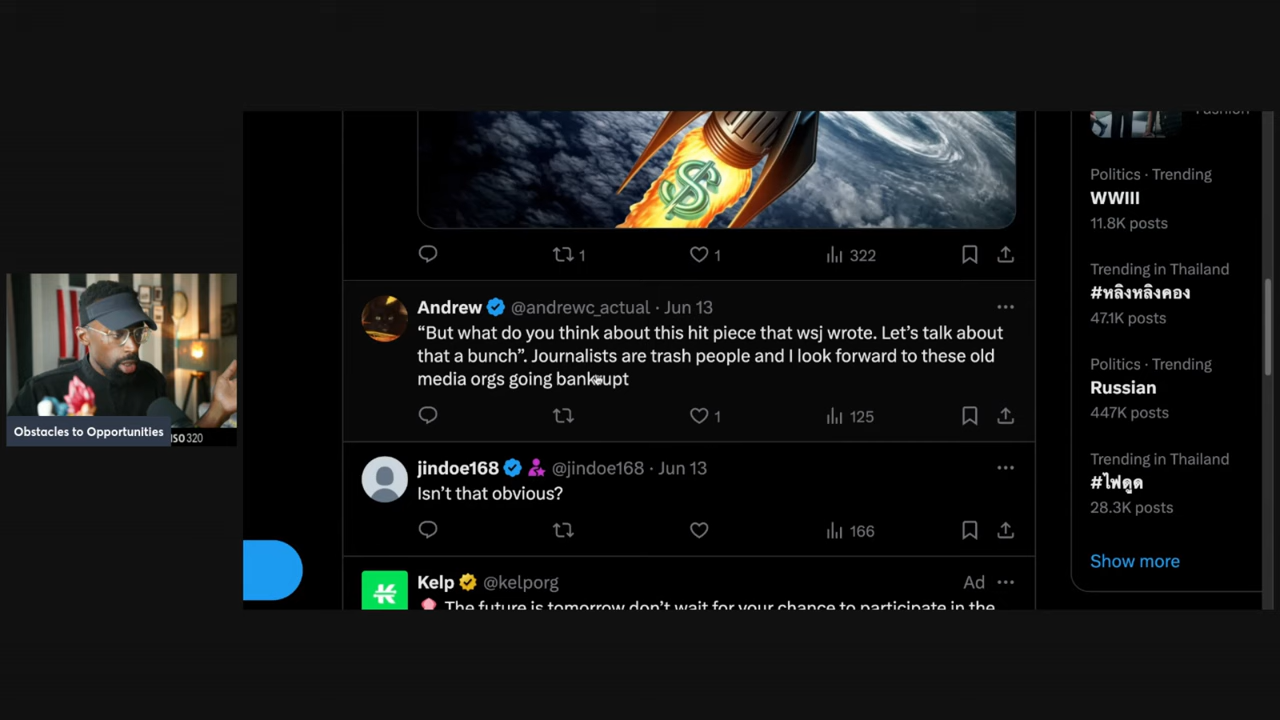 Fashion
1
1
322
Andrew @andrewc_actual · Jun 13
“But what do you think about this hit piece that wsj wrote. Let’s talk about
that a bunch”. Journalists are trash people and I look forward to these old
media orgs going bankrupt
1
125
jindoe168 @jindoe168 · Jun 13
Isn’t that obvious?
166
Kelp @kelporg
Ad
The future is tomorrow don’t wait for your chance to participate in the
Politics · Trending
WWIII
11.8K posts
Trending in Thailand
#หลิงหลิงคอง
47.1K posts
Politics · Trending
Russian
447K posts
Trending in Thailand
#ไฟดูด
28.3K posts
Show more
Obstacles to Opportunities
ISO 320